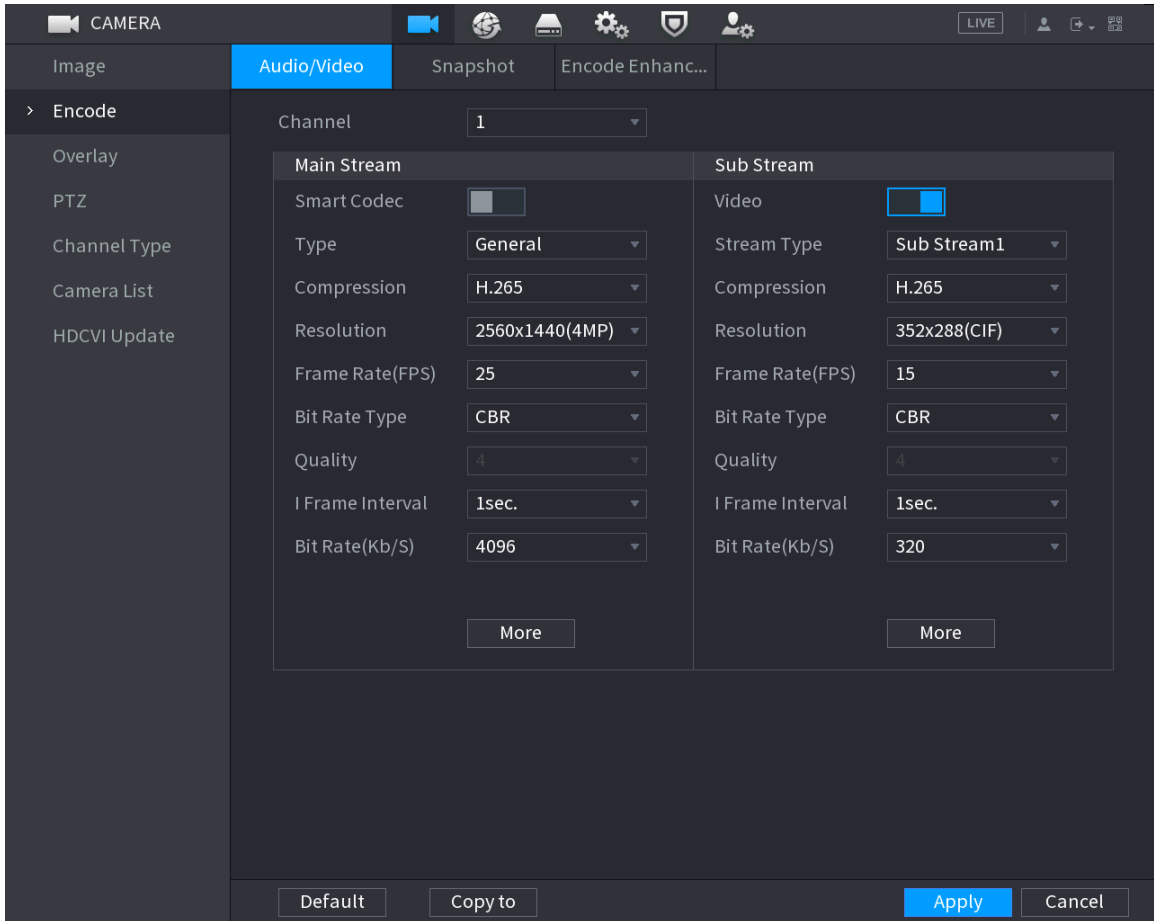 CAMERA LIVE
Image
Encode
Overlay
PTZ
Channel Type
Camera List
HDCVI Update
Audio/Video Snapshot Encode Enhanc...
Channel 1
Main Stream Sub Stream
Smart Codec Video
Type General Stream Type Sub Stream1
Compression H.265 Compression H.265
Resolution 2560x1440(4MP) Resolution 352x288(CIF)
Frame Rate(FPS) 25 Frame Rate(FPS) 15
Bit Rate Type CBR Bit Rate Type CBR
Quality 4 Quality 4
I Frame Interval 1sec. I Frame Interval 1sec.
Bit Rate(Kb/S) 4096 Bit Rate(Kb/S) 320
More More
Default Copy to Apply Cancel